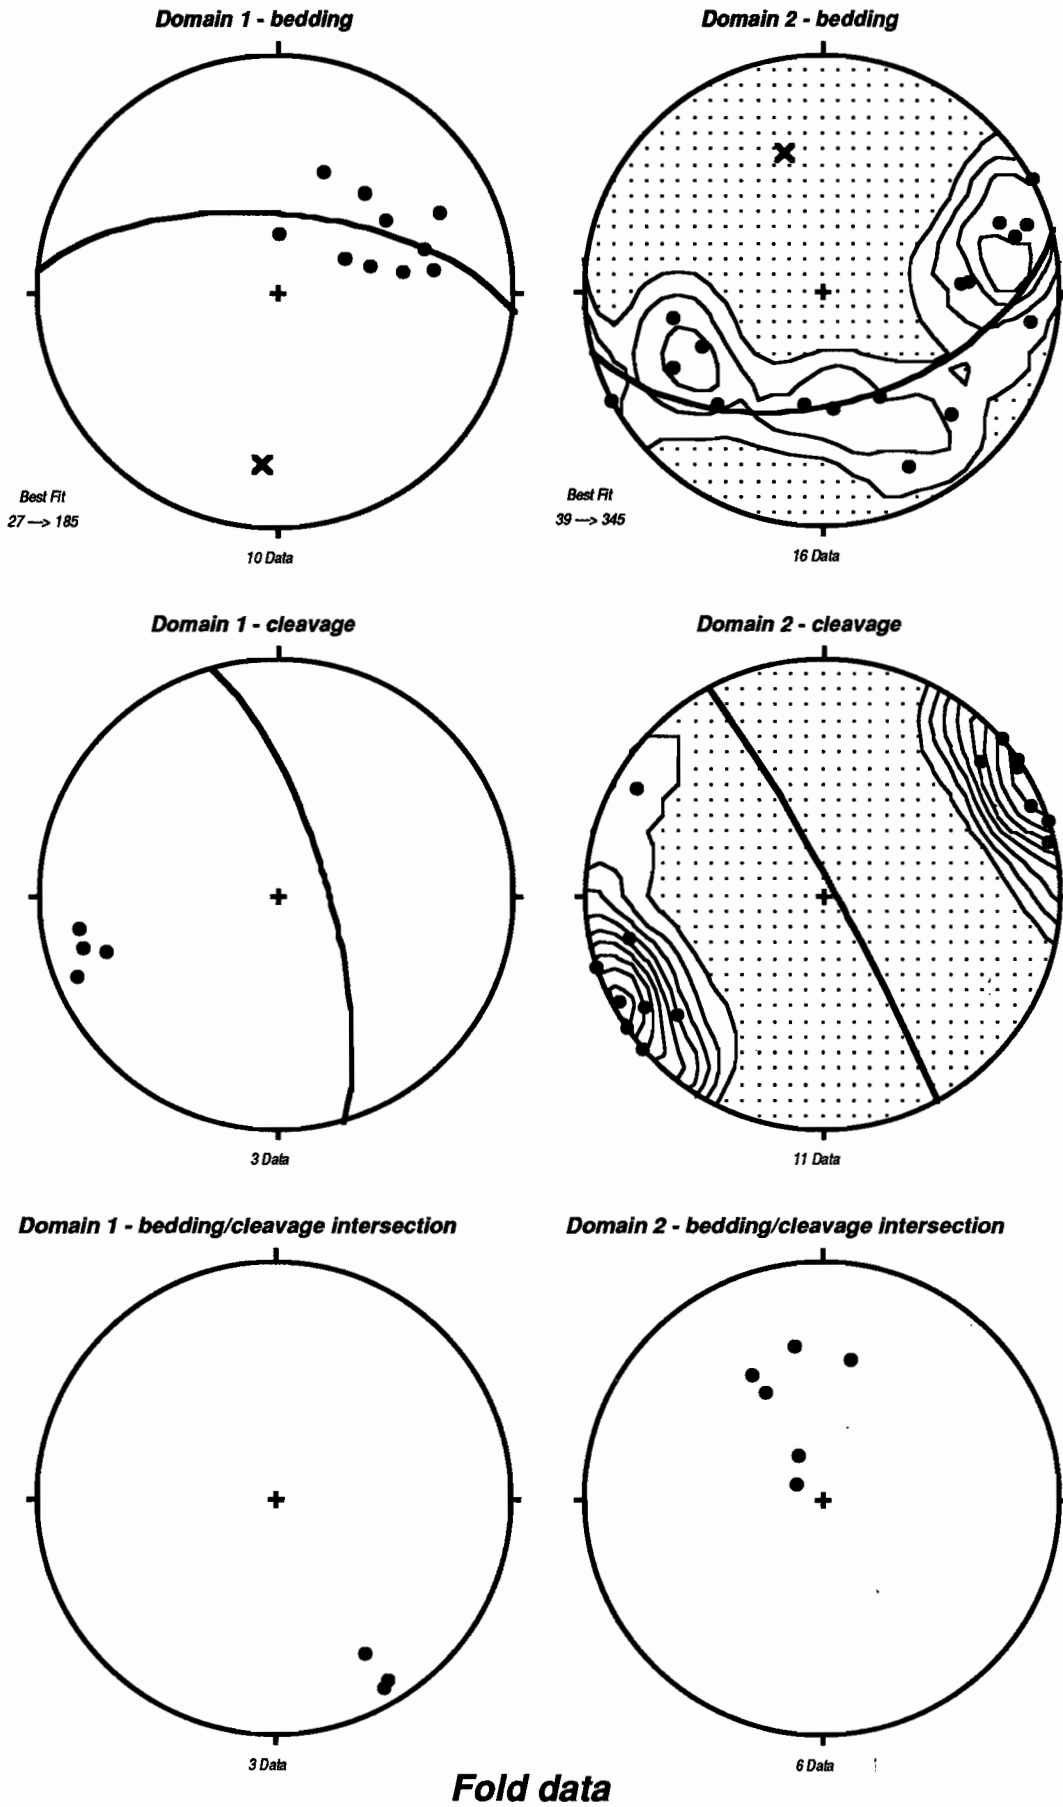 Domain 1 - bedding
Domain 2 - bedding
Best Fit
27 --> 185
10 Data
Best Fit
39 --> 345
16 Data
Domain 1 - cleavage
Domain 2 - cleavage
3 Data
11 Data
Domain 1 - bedding/cleavage intersection
Domain 2 - bedding/cleavage intersection
3 Data
6 Data
Fold data